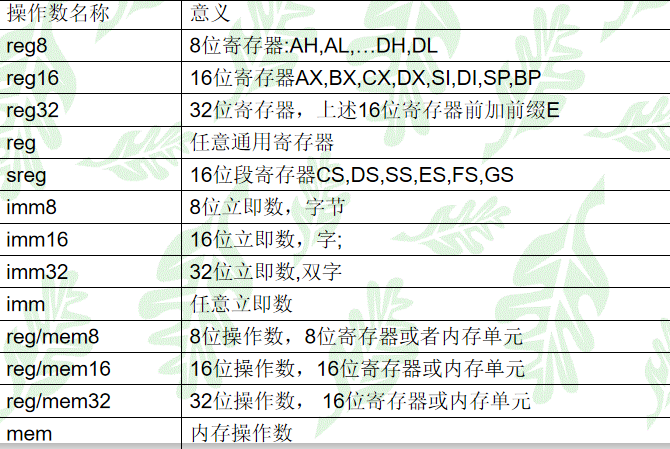 操作数名称 意义
reg8 8位寄存器:AH,AL,…DH,DL
reg16 16位寄存器AX,BX,CX,DX,SI,DI,SP,BP
reg32 32位寄存器，上述16位寄存器前加前缀E
reg 任意通用寄存器
sreg 16位段寄存器CS,DS,SS,ES,FS,GS
imm8 8位立即数，字节
imm16 16位立即数，字;
imm32 32位立即数,双字
imm 任意立即数
reg/mem8 8位操作数，8位寄存器或者内存单元
reg/mem16 16位操作数，16位寄存器或内存单元
reg/mem32 32位操作数， 16位寄存器或内存单元
mem 内存操作数